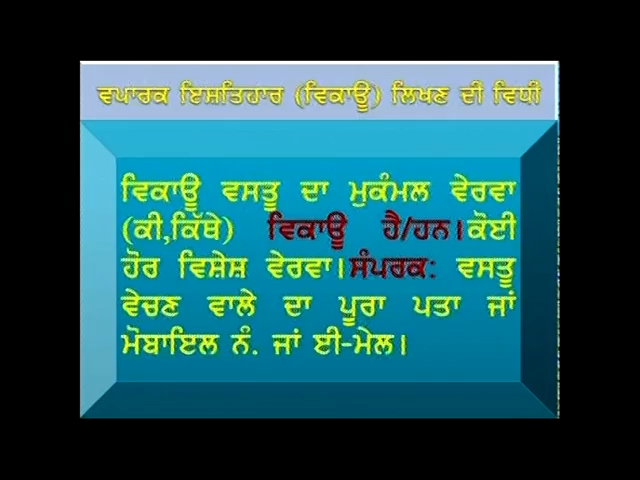 ਵਪਾਰਕ ਇਸ਼ਤਿਹਾਰ (ਵਿਕਾਊ) ਲਿਖਣ ਦੀ ਵਿਧੀ
ਵਿਕਾਊ ਵਸਤੂ ਦਾ ਮੁਕੰਮਲ ਵੇਰਵਾ
(ਕੀ,ਕਿੱਥੇ) ਵਿਕਾਊ ਹੈ/ਹਨ।ਕੋਈ
ਹੋਰ ਵਿਸ਼ੇਸ਼ ਵੇਰਵਾ।ਸੰਪਰਕ: ਵਸਤੂ
ਵੇਚਣ ਵਾਲੇ ਦਾ ਪੂਰਾ ਪਤਾ ਜਾਂ
ਮੋਬਾਇਲ ਨੰ. ਜਾਂ ਈ-ਮੇਲ।